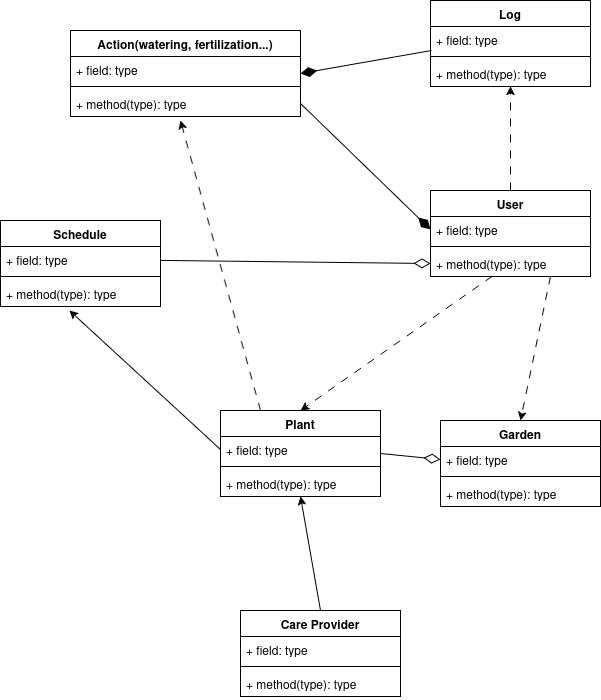 Log
+ field: type
+ method(type): type
Action(watering, fertilization...)
+ field: type
+ method(type): type
User
+ field: type
+ method(type): type
Schedule
+ field: type
+ method(type): type
Plant
+ field: type
+ method(type): type
Garden
+ field: type
+ method(type): type
Care Provider
+ field: type
+ method(type): type